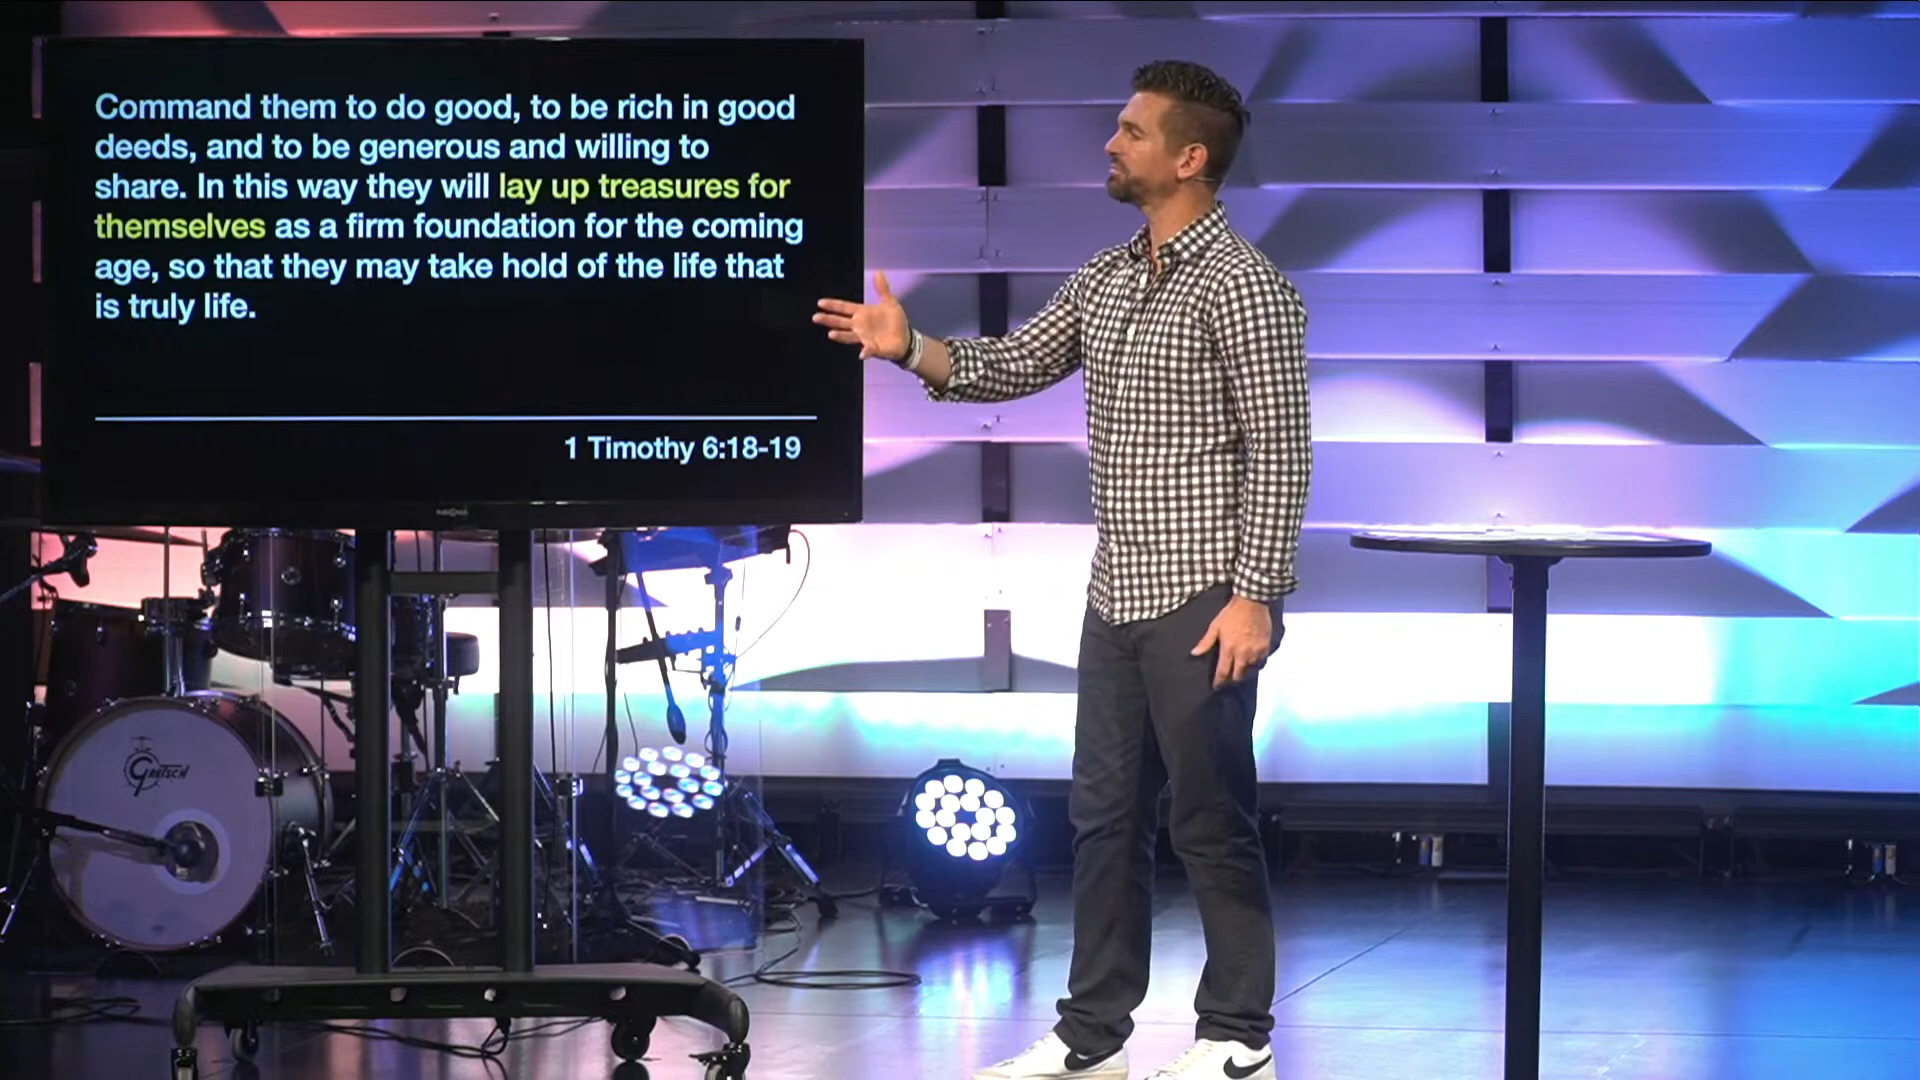 Command them to do good, to be rich in good
deeds, and to be generous and willing to
share. In this way they will lay up treasures for
themselves as a firm foundation for the coming
age, so that they may take hold of the life that
is truly life.
1 Timothy 6:18-19
INSIGNIA
GRETSCH